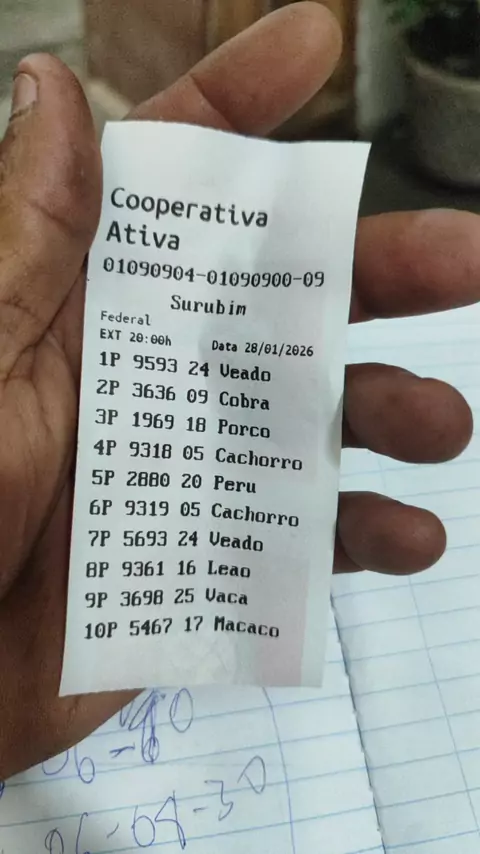 Cooperativa
Ativa
01090904-01090900-09
Surubim
Federal
EXT 20:00h Data 28/01/2026
1P 9593 24 Veado
2P 3636 09 Cobra
3P 1969 18 Porco
4P 9318 05 Cachorro
5P 2880 20 Peru
6P 9319 05 Cachorro
7P 5693 24 Veado
8P 9361 16 Leao
9P 3698 25 Vaca
10P 5467 17 Macaco